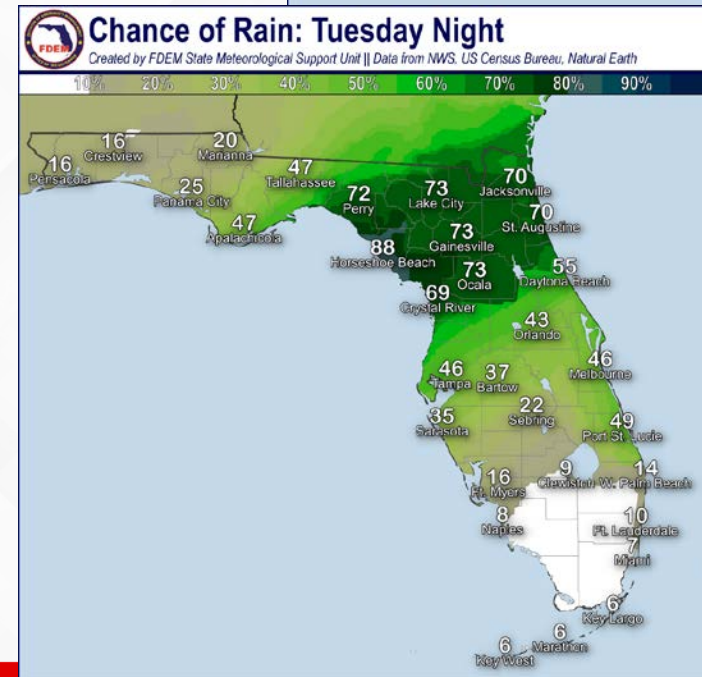 Chance of Rain: Tuesday Night
Created by FDEM State Meteorological Support Unit || Data from NWS, US Census Bureau, Natural Earth
FDEM
10% 20% 30% 40% 50% 60% 70% 80% 90%
16
Crestview
20
Marianna
16
Pensacola
47
Tallahassee
25
Panama City
47
Apalachicola
72
Perry
73
Lake City
70
Jacksonville
70
St. Augustine
73
Gainesville
88
Horseshoe Beach
73
Ocala
55
Daytona Beach
69
Crystal River
43
Orlando
46
Tampa
37
Bartow
46
Melbourne
35
Sarasota
22
Sebring
49
Port St. Lucie
16
Ft. Myers
9
Clewiston
14
W. Palm Beach
8
Naples
10
Ft. Lauderdale
7
Miami
6
Key Largo
6
Marathon
6
Key West